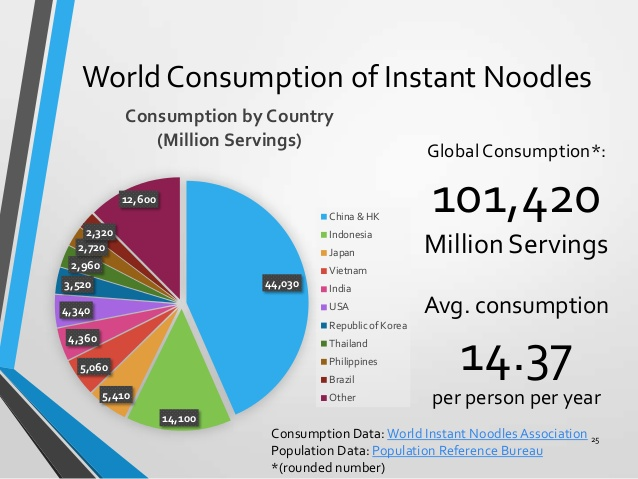 World Consumption of Instant Noodles
Consumption by Country
(Million Servings)
12,600
2,320
2,720
2,960
3,520
4,340
4,360
5,060
5,410
14,100
44,030
China & HK
Indonesia
Japan
Vietnam
India
USA
Republic of Korea
Thailand
Philippines
Brazil
Other
Global Consumption*:
101,420
Million Servings
Avg. consumption
14.37
per person per year
Consumption Data: World Instant Noodles Association
Population Data: Population Reference Bureau
*(rounded number)
25